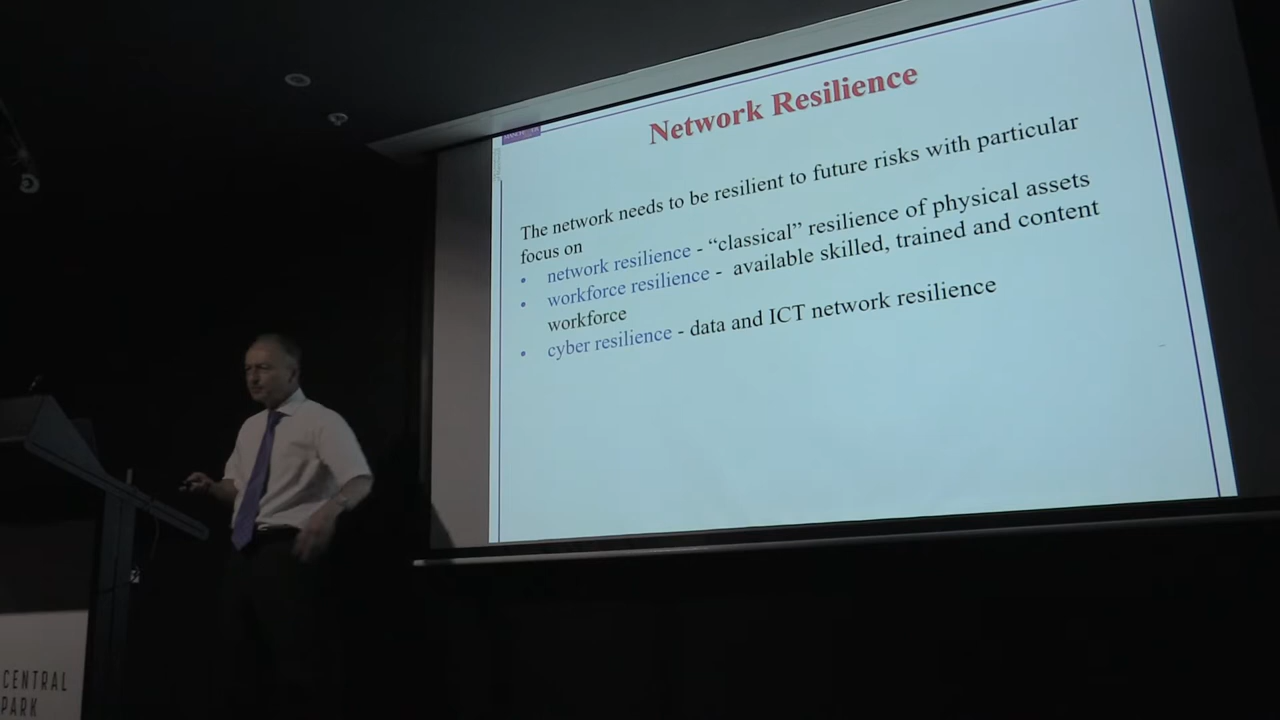 Network Resilience
The network needs to be resilient to future risks with particular
focus on
• network resilience - “classical” resilience of physical assets
• workforce resilience - available skilled, trained and content
workforce
• cyber resilience - data and ICT network resilience
CENTRAL
PARK